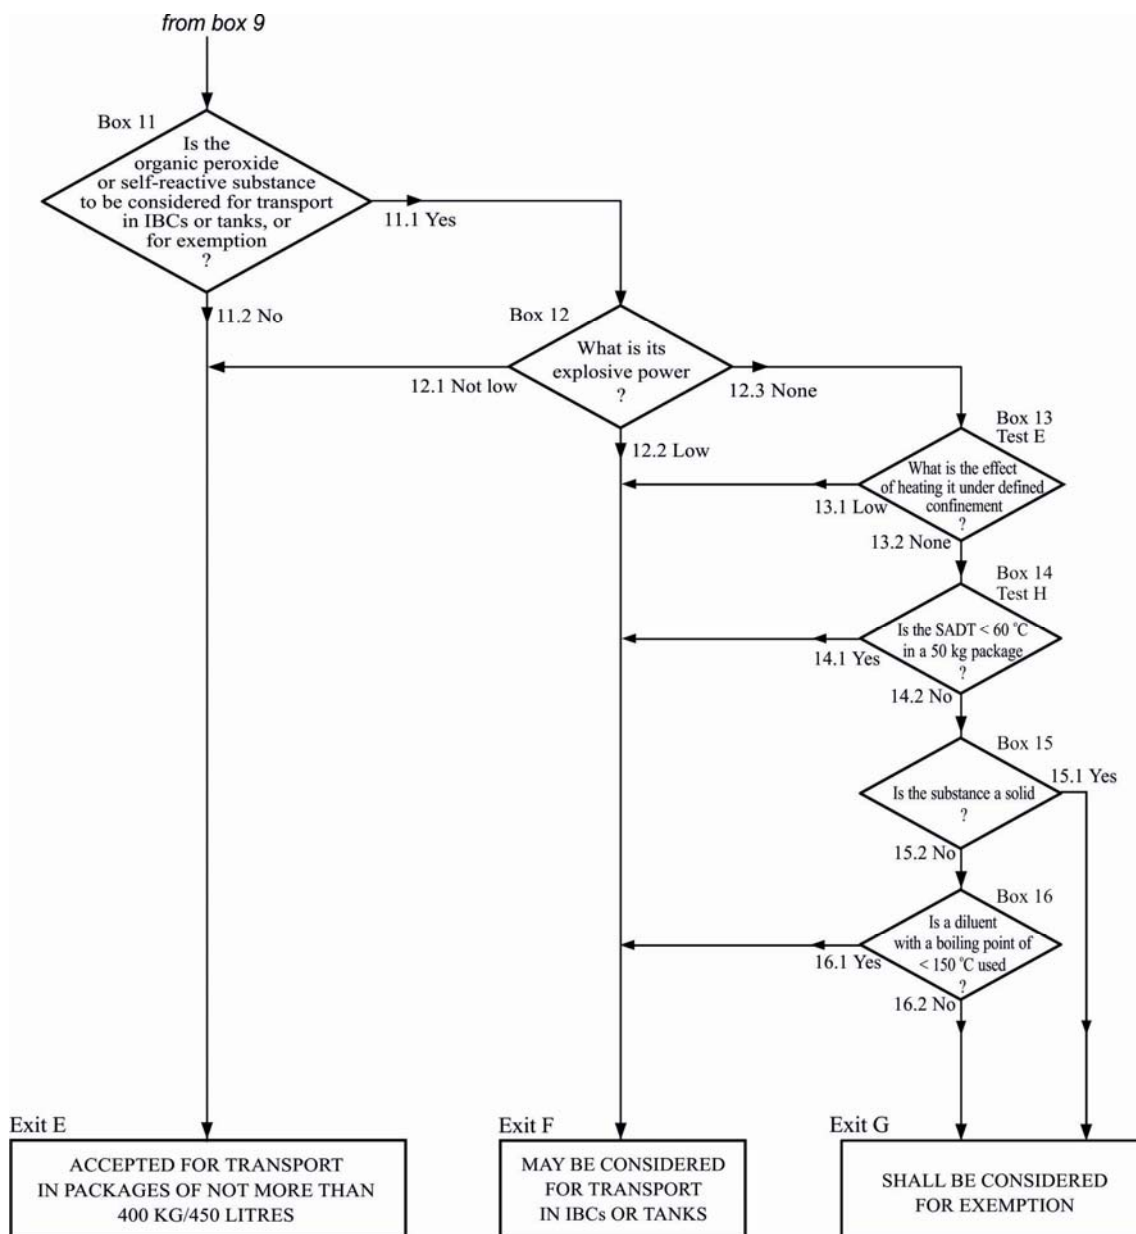 from box 9
Box 11
Is the
organic peroxide
or self-reactive substance
to be considered for transport
in IBCs or tanks, or
for exemption
?
11.1 Yes
11.2 No
Box 12
What is its
explosive power
?
12.1 Not low
12.3 None
12.2 Low
Box 13
Test E
What is the effect
of heating it under defined
confinement
?
13.1 Low
13.2 None
Box 14
Test H
Is the SADT < 60 °C
in a 50 kg package
?
14.1 Yes
14.2 No
Box 15
15.1 Yes
Is the substance a solid
?
15.2 No
Box 16
Is a diluent
with a boiling point of
< 150 °C used
?
16.1 Yes
16.2 No
Exit E
ACCEPTED FOR TRANSPORT
IN PACKAGES OF NOT MORE THAN
400 KG/450 LITRES
Exit F
MAY BE CONSIDERED
FOR TRANSPORT
IN IBCs OR TANKS
Exit G
SHALL BE CONSIDERED
FOR EXEMPTION